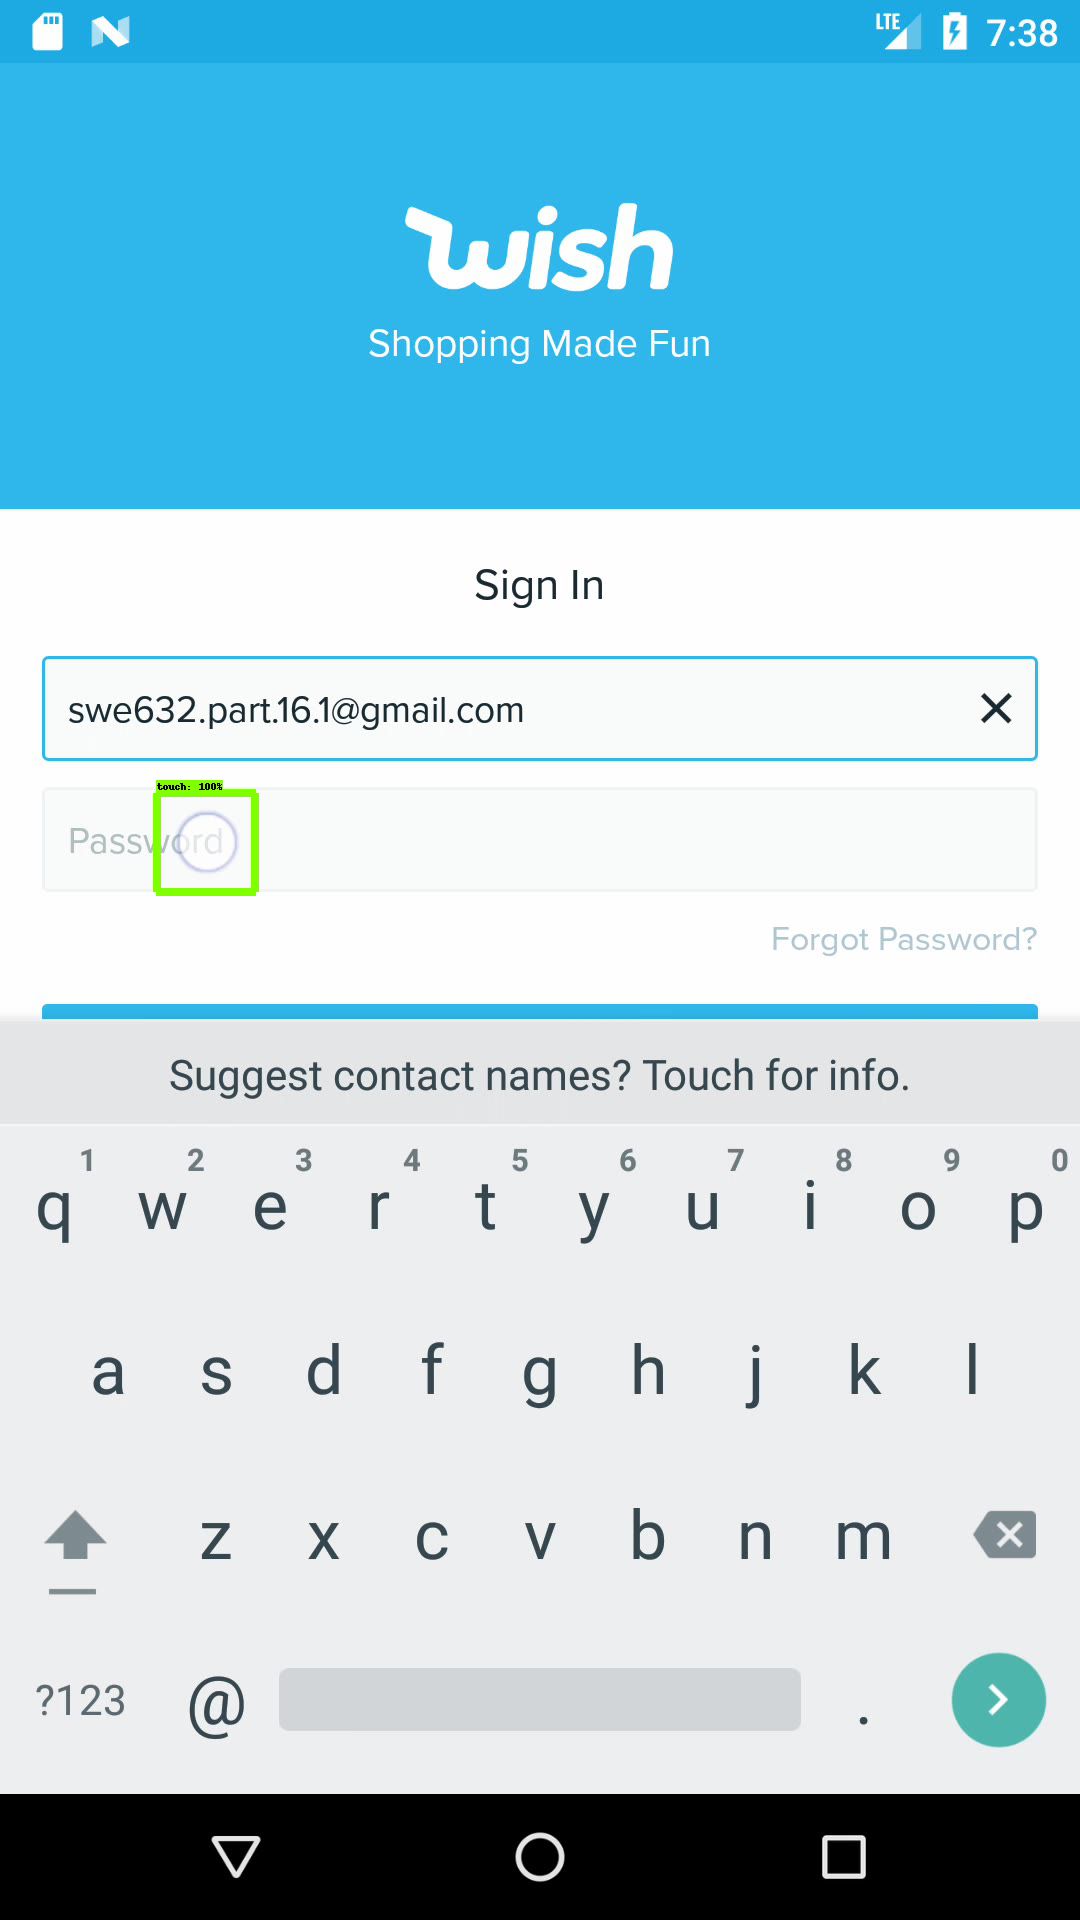 LTE 7:38
wish
Shopping Made Fun
Sign In
swe632.part.16.1@gmail.com
touch: 100%
Password
Forgot Password?
Suggest contact names? Touch for info.
1 2 3 4 5 6 7 8 9 0
q w e r t y u i o p
a s d f g h j k l
z x c v b n m
?123 @ .